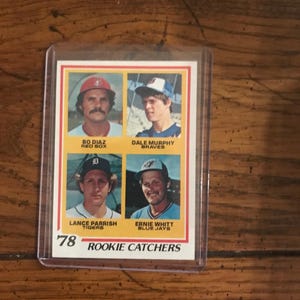 BO DIAZ DALE MURPHY
RED SOX BRAVES
D
LANCE PARRISH ERNIE WHITT
TIGERS BLUE JAYS
'78 ROOKIE CATCHERS